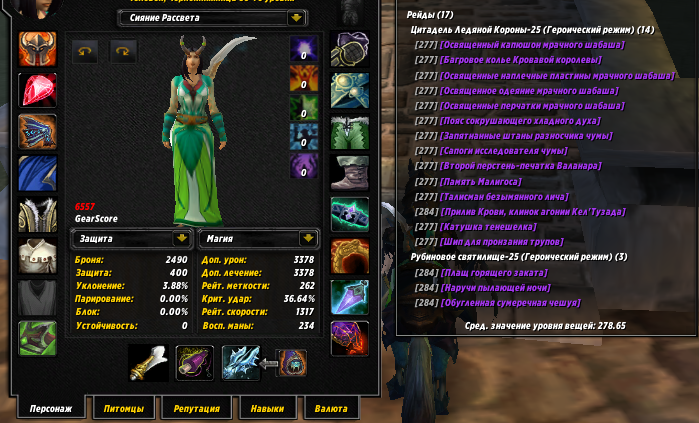 Сияние Рассвета
0
0
0
0
0
6557
GearScore
Защита
Магия
Броня: 2490
Защита: 400
Уклонение: 3.88%
Парирование: 0.00%
Блок: 0.00%
Устойчивость: 0
Доп. урон: 3378
Доп. лечение: 3378
Рейт. меткости: 262
Крит. удар: 36.64%
Рейт. скорости: 1317
Восп. маны: 234
Персонаж
Питомцы
Репутация
Навыки
Валюта
Рейды (17)
Цитадель Ледяной Короны-25 (Героический режим) (14)
[277] [Освященный капюшон мрачного шабаша]
[277] [Багровое колье Кровавой королевы]
[277] [Освященные наплечные пластины мрачного шабаша]
[277] [Освященное одеяние мрачного шабаша]
[277] [Освященные перчатки мрачного шабаша]
[277] [Пояс сокрушающего хладного духа]
[277] [Запятнанные штаны разносчика чумы]
[277] [Сапоги исследователя чумы]
[277] [Второй перстень-печатка Валанара]
[277] [Память Малигоса]
[277] [Талисман безымянного лича]
[284] [Прилив Крови, клинок агонии Кел'Тузада]
[277] [Катушка тенешелка]
[277] [Шип для пронзания трупов]
Рубиновое святилище-25 (Героический режим) (3)
[284] [Плащ горящего заката]
[284] [Наручи пылающей ночи]
[284] [Обугленная сумеречная чешуя]
Сред. значение уровня вещей: 278.65